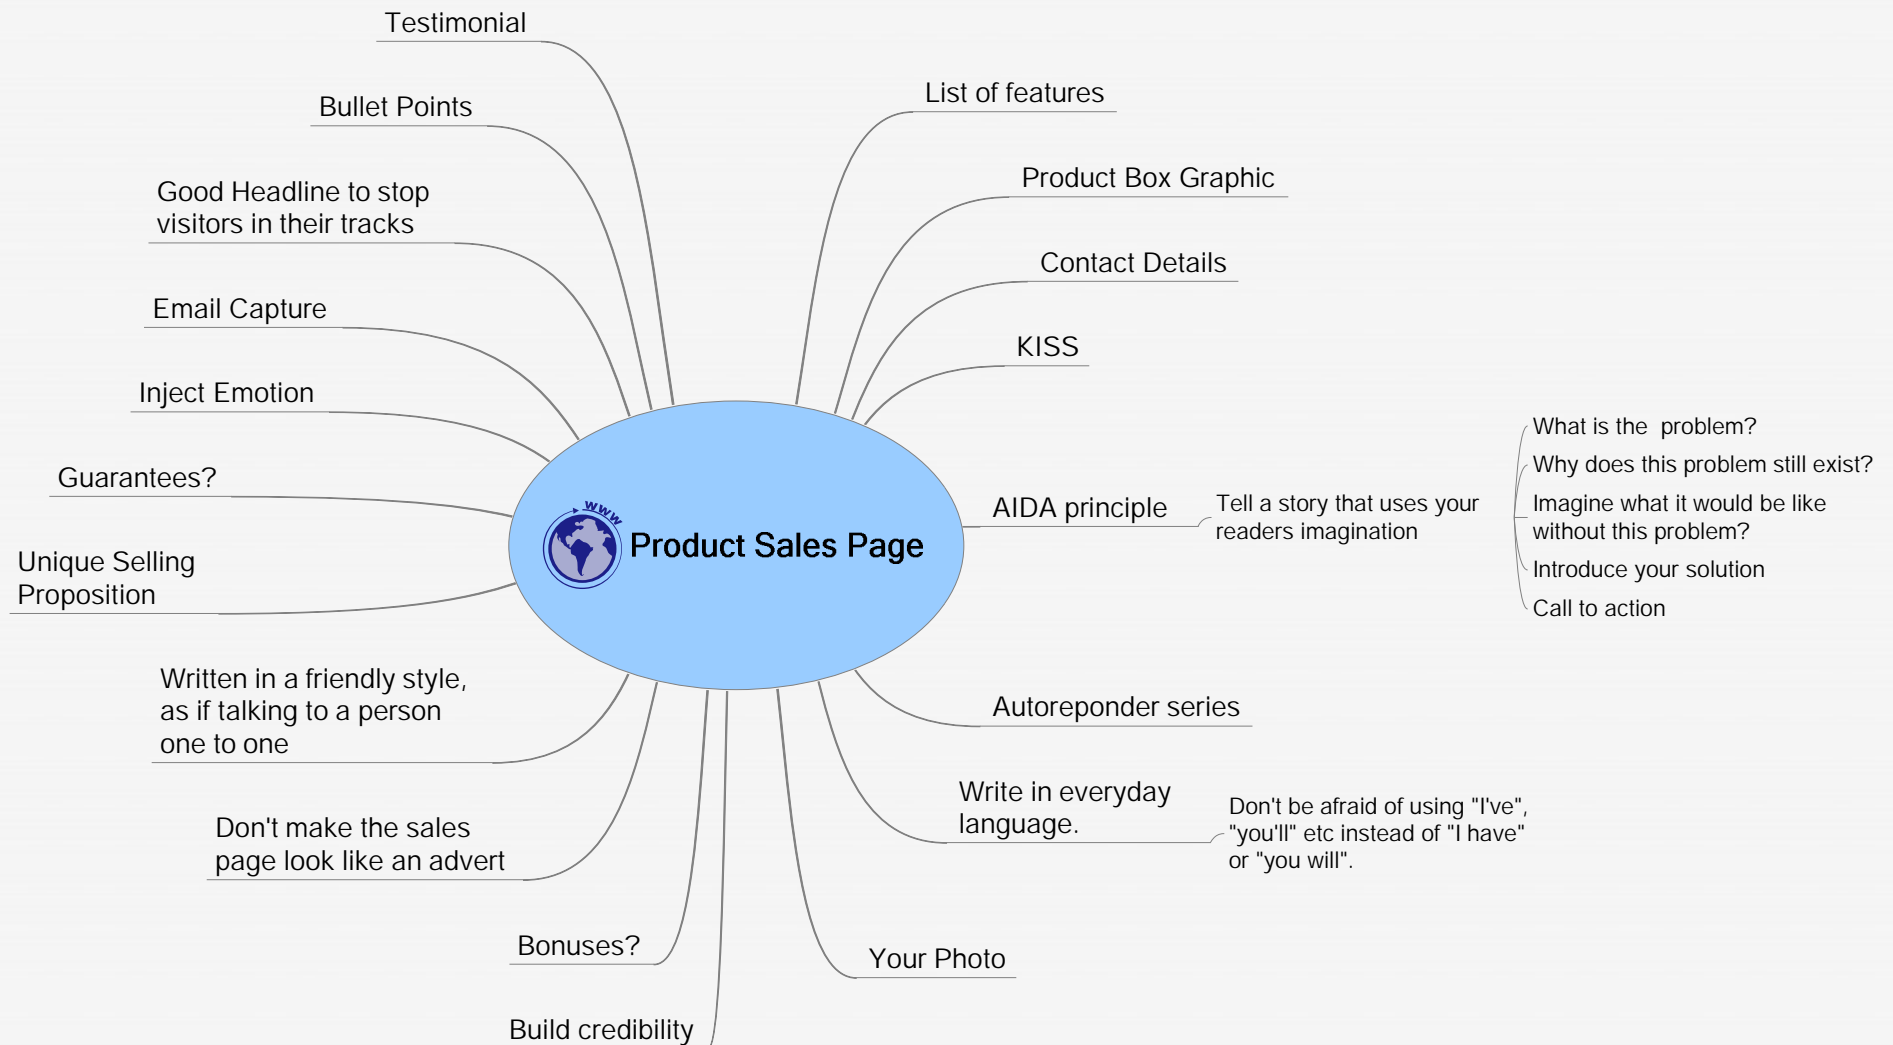 Testimonial
Bullet Points
Good Headline to stop
visitors in their tracks
Email Capture
Inject Emotion
Guarantees?
Unique Selling
Proposition
Written in a friendly style,
as if talking to a person
one to one
Don't make the sales
page look like an advert
Bonuses?
Build credibility
www
Product Sales Page
List of features
Product Box Graphic
Contact Details
KISS
AIDA principle
Tell a story that uses your
readers imagination
What is the  problem?
Why does this problem still exist?
Imagine what it would be like
without this problem?
Introduce your solution
Call to action
Autoreponder series
Write in everyday
language.
Don't be afraid of using "I've",
"you'll" etc instead of "I have"
or "you will".
Your Photo